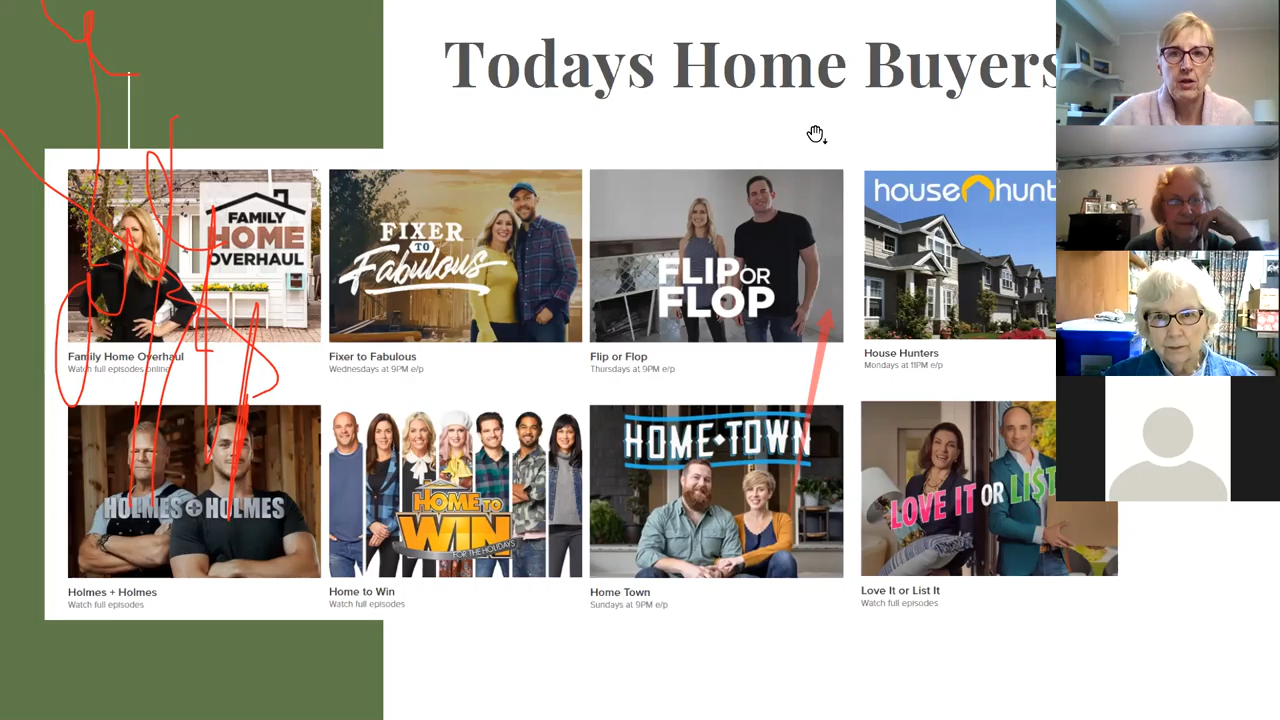 Todays Home Buyers
FAMILY
HOME
OVERHAUL
Family Home Overhaul
Watch full episodes online
FIXER
TO
Fabulous
Fixer to Fabulous
Wednesdays at 9PM e/p
FLIP OR
FLOP
Flip or Flop
Thursdays at 9PM e/p
house hunt
House Hunters
Mondays at 11PM e/p
HOLMES + HOLMES
Holmes + Holmes
Watch full episodes
HOME TO
WIN
FOR THE HOLIDAYS
Home to Win
Watch full episodes
HOME TOWN
Home Town
Sundays at 9PM e/p
LOVE IT OR LIST
Love It or List It
Watch full episodes